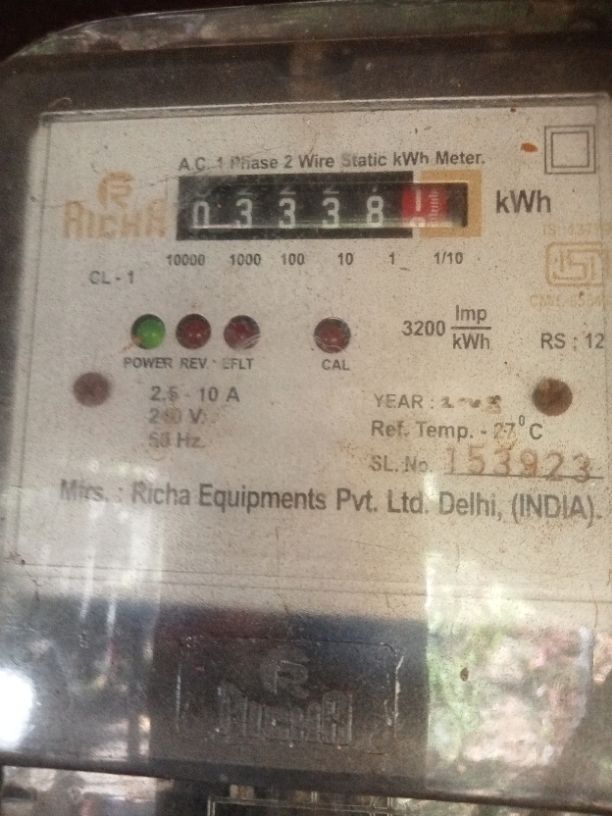 A.C. 1 Phase 2 Wire Static kWh Meter.
RICHA
0 3 3 3 8
kWh
10000 1000 100 10 1 1/10
CL - 1
3200 Imp/kWh
RS : 12
POWER REV. EFLT CAL
2.5 - 10 A
YEAR :
240 V.
Ref. Temp. - 27°C
50 Hz.
SL. No. 153923
Mfrs. : Richa Equipments Pvt. Ltd. Delhi, (INDIA).
RICHA